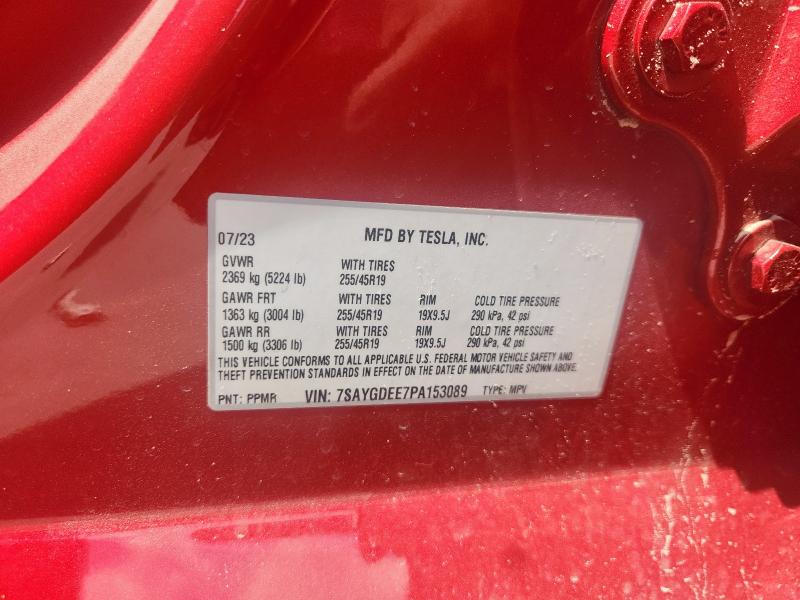 07/23 MFD BY TESLA, INC.
GVWR WITH TIRES
2369 kg (5224 lb) 255/45R19
GAWR FRT WITH TIRES RIM COLD TIRE PRESSURE
1363 kg (3004 lb) 255/45R19 19X9.5J 290 kPa, 42 psi
GAWR RR WITH TIRES RIM COLD TIRE PRESSURE
1500 kg (3306 lb) 255/45R19 19X9.5J 290 kPa, 42 psi
THIS VEHICLE CONFORMS TO ALL APPLICABLE U.S. FEDERAL MOTOR VEHICLE SAFETY AND
THEFT PREVENTION STANDARDS IN EFFECT ON THE DATE OF MANUFACTURE SHOWN ABOVE.
PNT: PPMR VIN: 7SAYGDEE7PA153089 TYPE: MPV